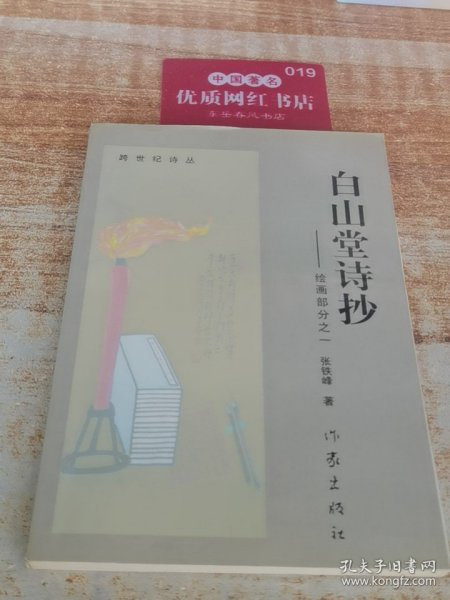 019
中国著名
优质网红书店
东至春风书店
跨世纪诗丛
白山堂诗抄
——绘画部分之一
张铁峰 著
作家出版社
孔夫子旧书网
www.kongfz.com